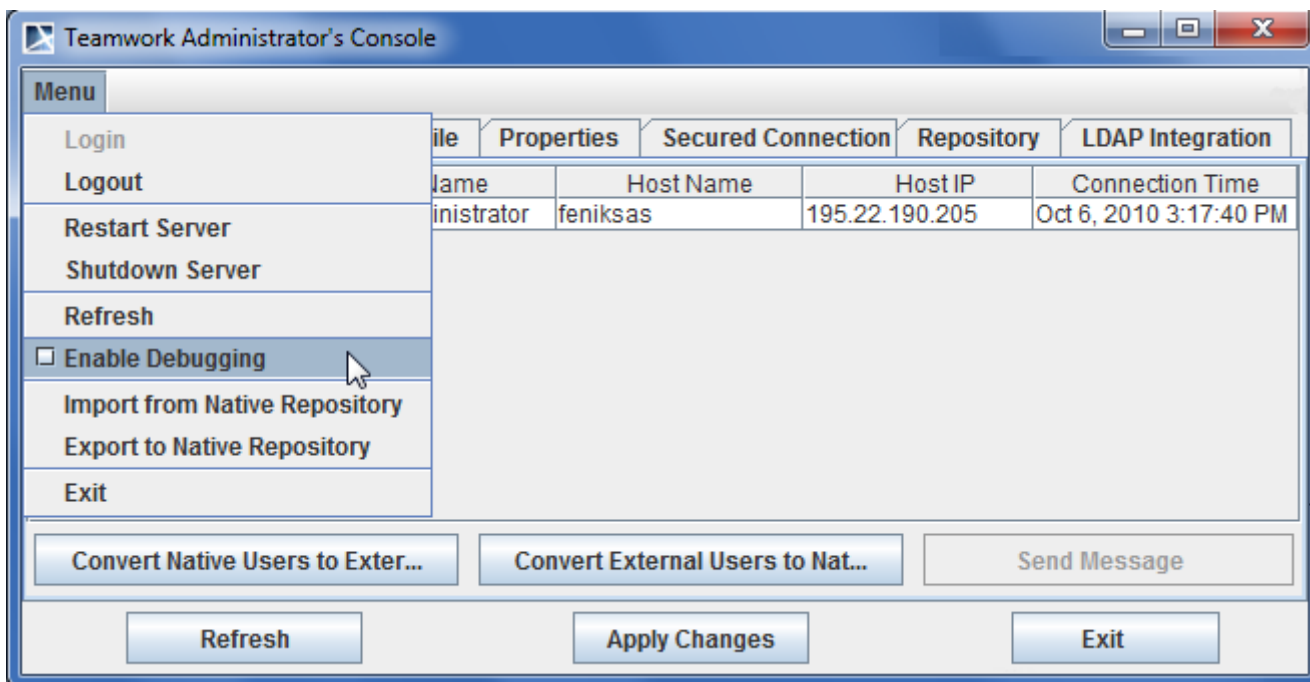 Teamwork Administrator's Console
Menu
Login
Logout
Restart Server
Shutdown Server
Refresh
Enable Debugging
Import from Native Repository
Export to Native Repository
Exit
ile Properties Secured Connection Repository LDAP Integration
Name Host Name Host IP Connection Time
inistrator feniksas 195.22.190.205 Oct 6, 2010 3:17:40 PM
Convert Native Users to Exter... Convert External Users to Nat... Send Message
Refresh Apply Changes Exit